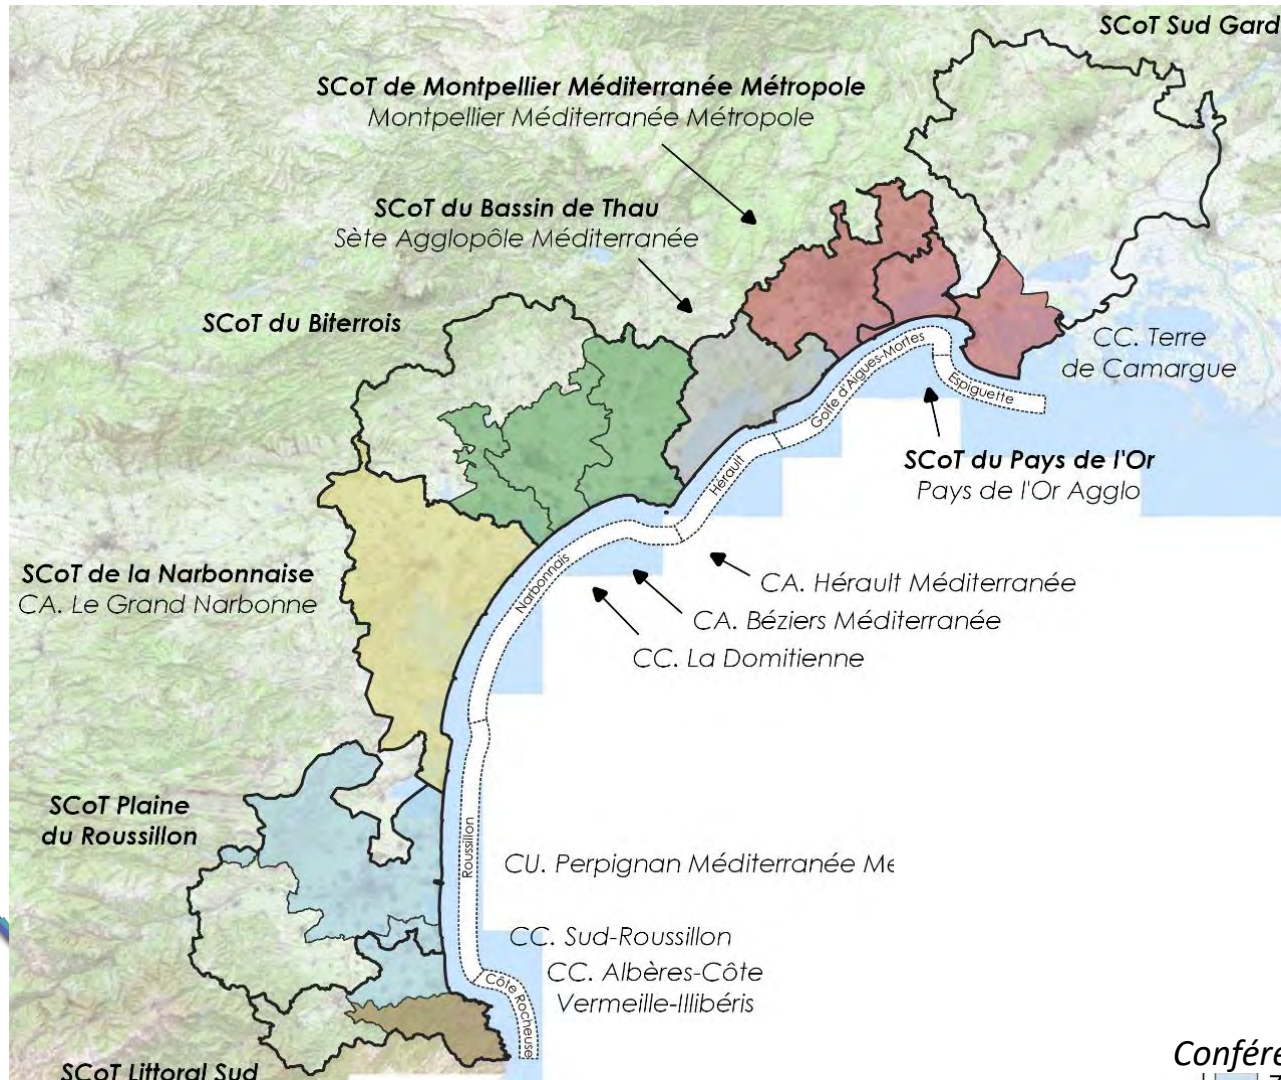 SCoT Sud Gard
SCoT de Montpellier Méditerranée Métropole
Montpellier Méditerranée Métropole
SCoT du Bassin de Thau
Sète Agglopôle Méditerranée
SCoT du Biterrois
CC. Terre
de Camargue
Golfe d'Aigues-Mortes
Espiguette
SCoT du Pays de l'Or
Pays de l'Or Agglo
Hérault
Narbonnais
SCoT de la Narbonnaise
CA. Le Grand Narbonne
CA. Hérault Méditerranée
CA. Béziers Méditerranée
CC. La Domitienne
SCoT Plaine
du Roussillon
Roussillon
CU. Perpignan Méditerranée Me
CC. Sud-Roussillon
CC. Albères-Côte
Vermeille-Illibéris
Côte Rocheuse
SCoT Littoral Sud
Confére